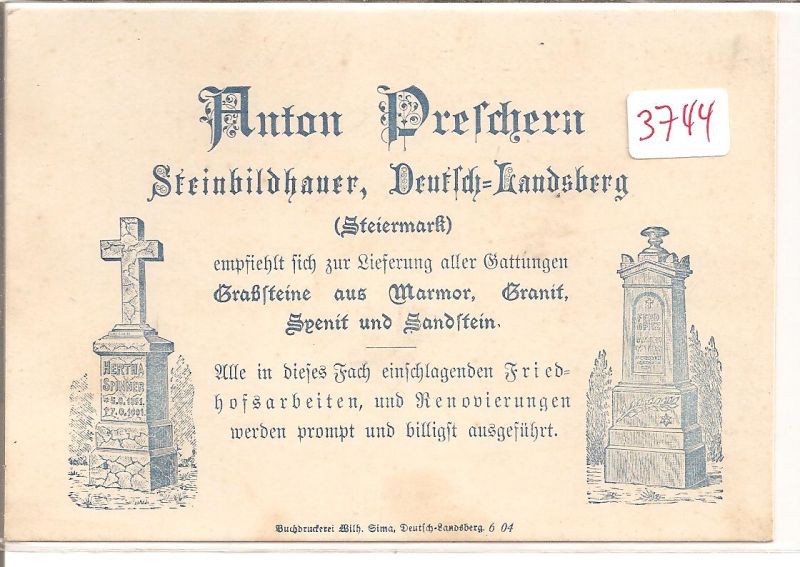 Anton Preschern
3744
Steinbildhauer, Deutsch-Landsberg
(Steiermark)
empfiehlt sich zur Lieferung aller Gattungen
Grabsteine aus Marmor, Granit,
Syenit und Sandstein.
Alle in dieses Fach einschlagenden Fried-
hofsarbeiten, und Renovierungen
werden prompt und billigst ausgeführt.
HERTHA
SPINNER
Buchdruckerei Wilh. Sima, Deutsch-Landsberg. 6 04